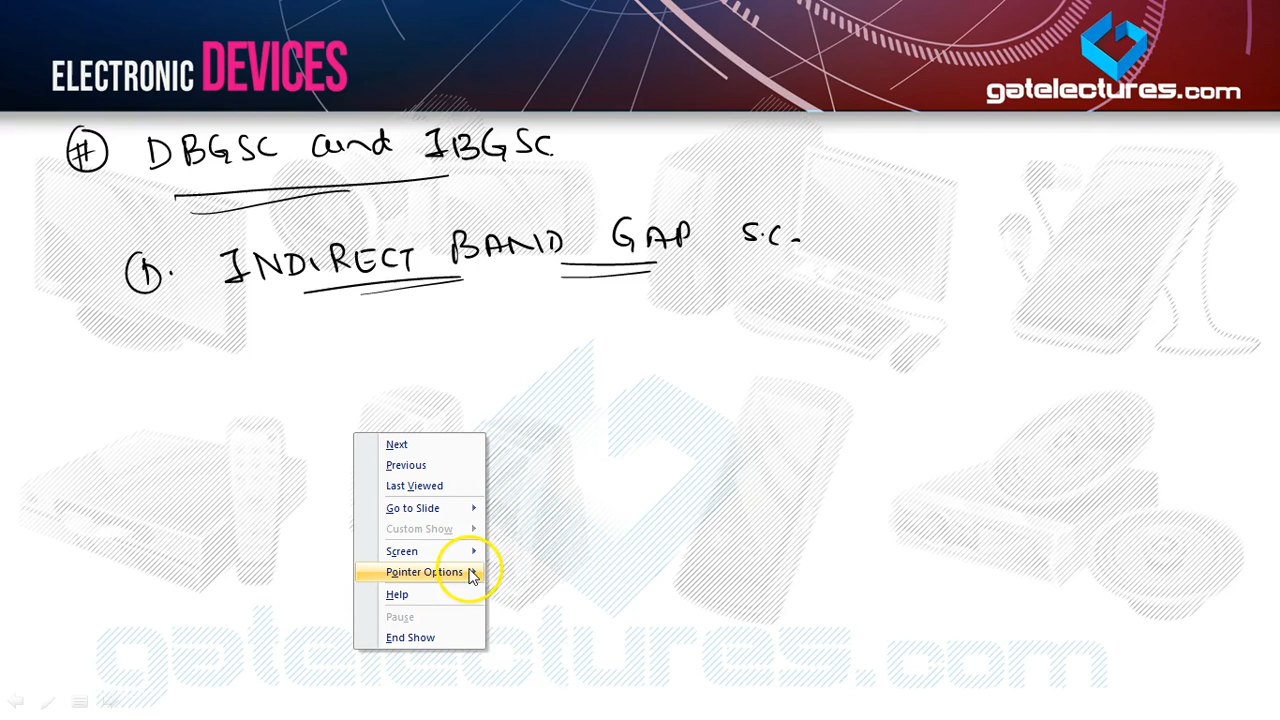 ELECTRONIC DEVICES
gatelectures.com
# DBGSC and IBGSC
1. INDIRECT BAND GAP S.C.
Next
Previous
Last Viewed
Go to Slide
Custom Show
Screen
Pointer Options
Help
Pause
End Show
gatelectures.com